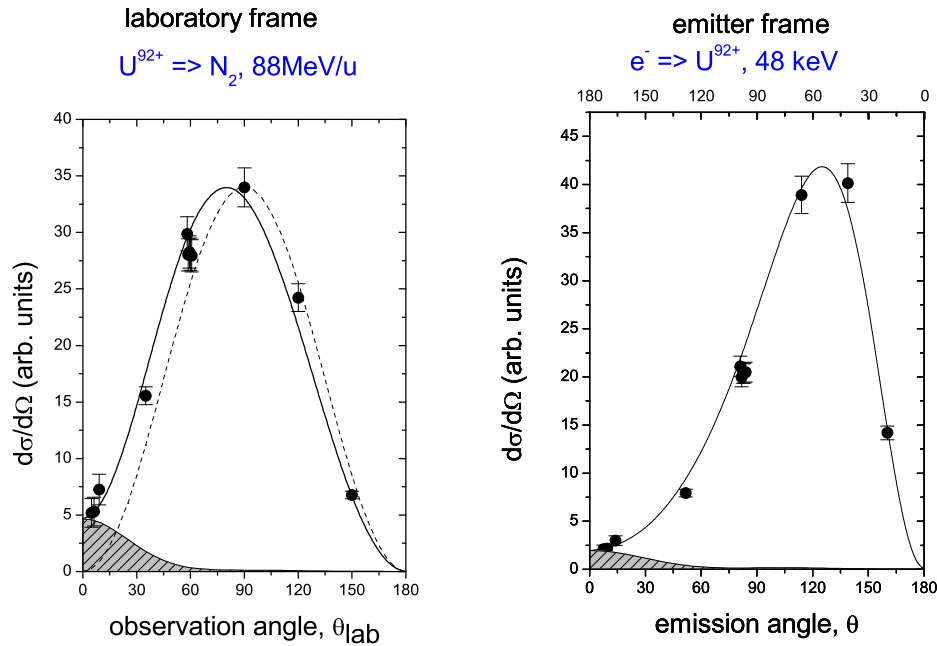 laboratory frame
U⁹²⁺ => N₂, 88MeV/u
40
35
30
25
20
15
10
5
0
dσ/dΩ (arb. units)
0 30 60 90 120 150 180
observation angle, θlab
emitter frame
e⁻ => U⁹²⁺, 48 keV
180 150 120 90 60 30 0
45
40
35
30
25
20
15
10
5
0
dσ/dΩ (arb. units)
0 30 60 90 120 150 180
emission angle, θ